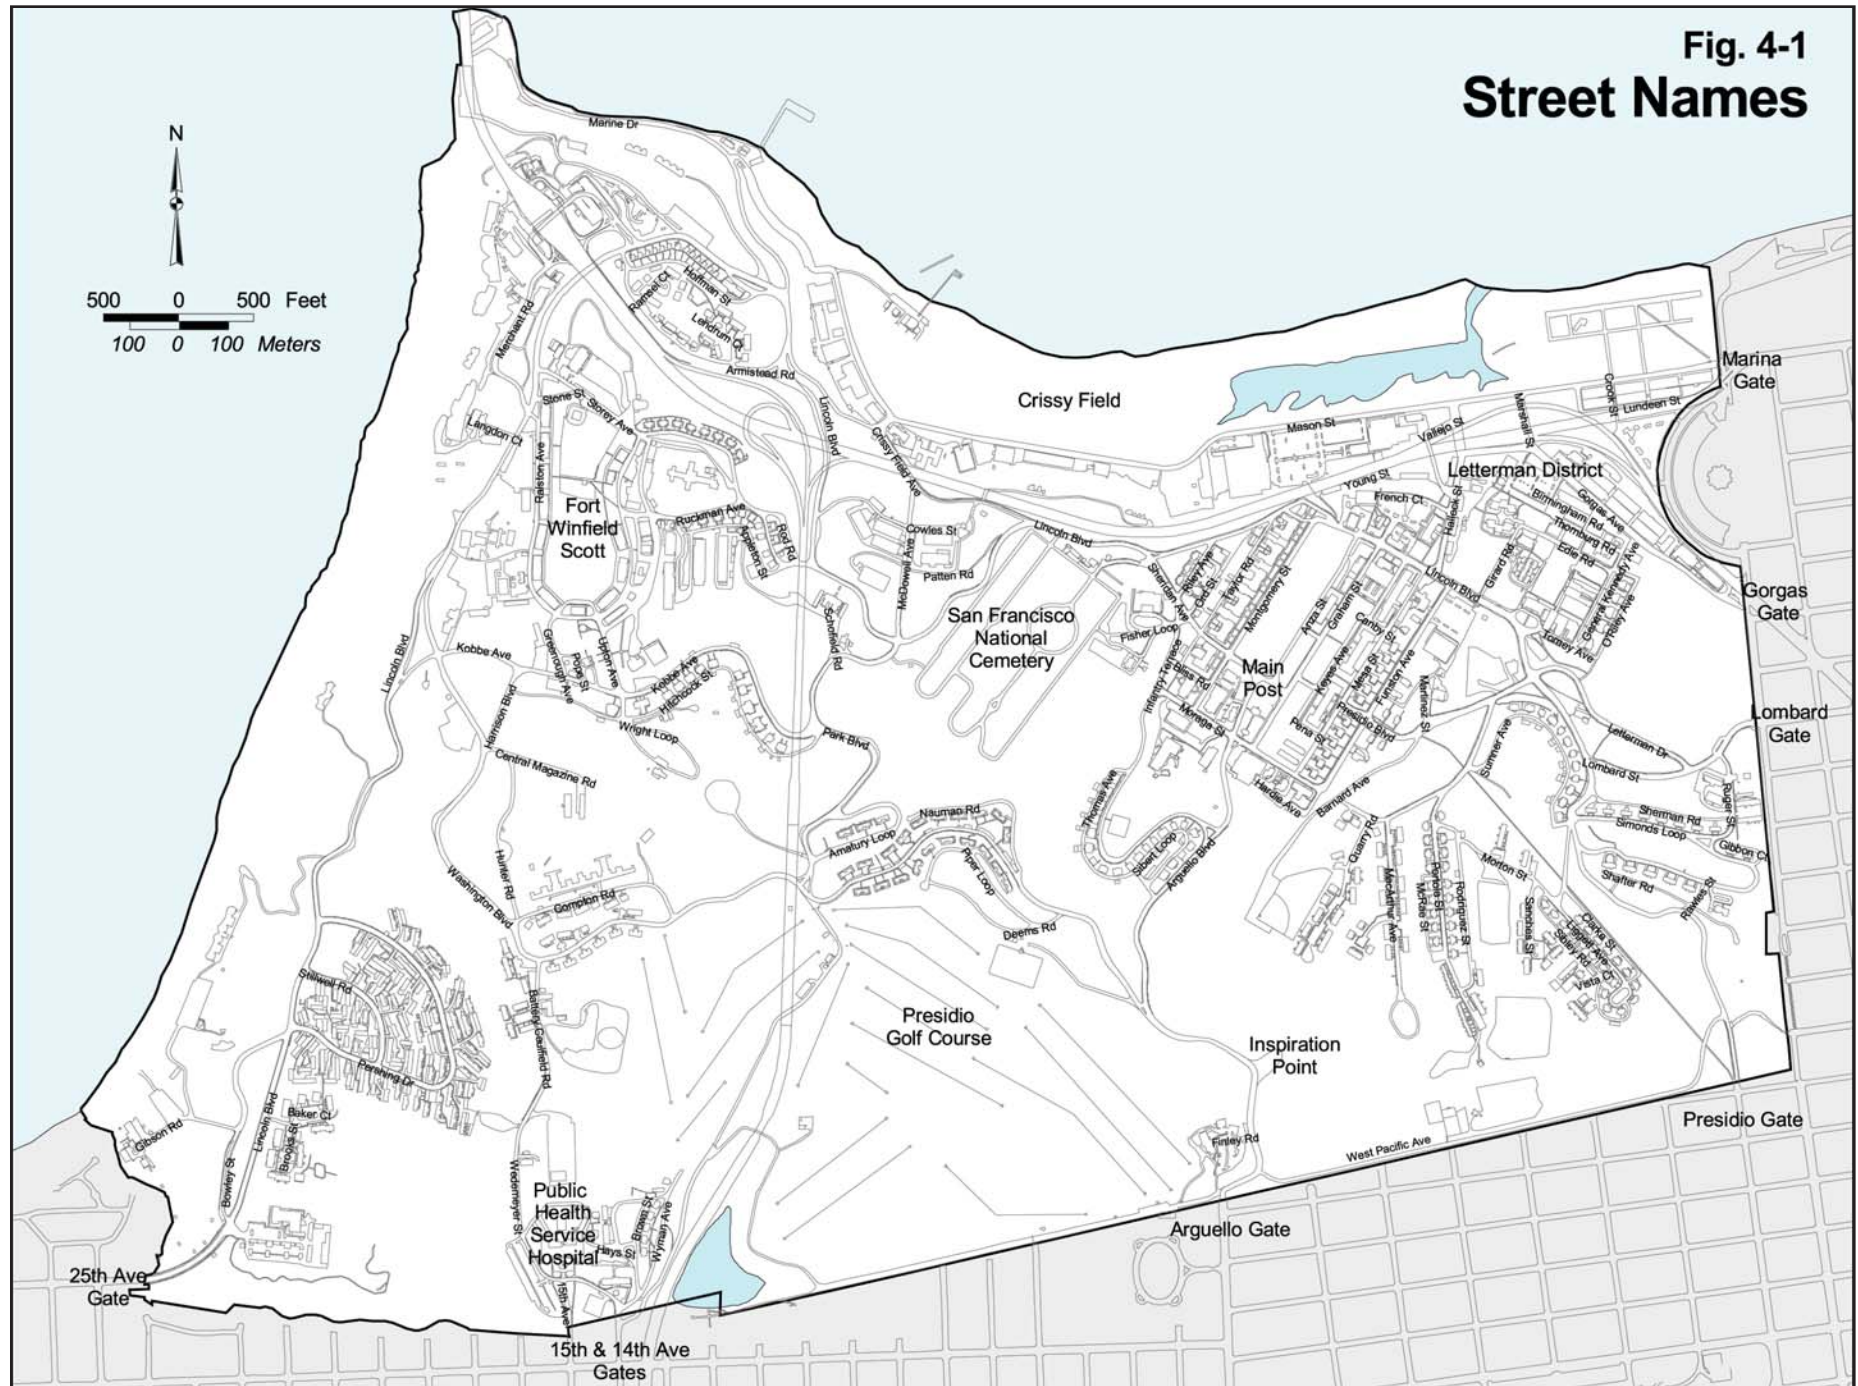 Fig. 4-1
Street Names
N
500 0 500 Feet
100 0 100 Meters
Marine Dr
Hoffman St
Ramsel Ct
Lendrum Ct
Merchant Rd
Armistead Rd
Stone St
Storey Ave
Langdon Ct
Ralston Ave
Lincoln Blvd
Crissy Field Ave
Crissy Field
Mason St
Vallejo St
Marshall St
Crook St
Lundeen St
Marina
Gate
Letterman District
Young St
French Ct
Halleck St
Gorgas Ave
Birmingham Rd
Thornburg Rd
Edie Rd
General Kennedy Ave
O'Riley Ave
Girard Rd
Torney Ave
Gorgas
Gate
Fort
Winfield
Scott
Ruckman Ave
Appleton St
Rod Rd
Cowles St
McDowell Ave
Patten Rd
Lincoln Blvd
San Francisco
National
Cemetery
Schofield Rd
Sheridan Ave
Riley Ave
Ord St
Taylor Rd
Montgomery St
Fisher Loop
Infantry Terrace
Bliss Rd
Moraga St
Main
Post
Anza St
Graham St
Canby St
Keyes Ave
Mesa St
Funston Ave
Lincoln Blvd
Martinez St
Presidio Blvd
Pena St
Hardie Ave
Barnard Ave
Sumner Ave
Letterman Dr
Lombard St
Lombard
Gate
Ruger St
Sherman Rd
Simonds Loop
Gibbon Ct
Shafter Rd
Rawles St
Lincoln Blvd
Kobbe Ave
Greenough Ave
Pope St
Upton Ave
Kobbe Ave
Hitchcock St
Wright Loop
Harrison Blvd
Central Magazine Rd
Park Blvd
Thomas Ave
Sibert Loop
Arguello Blvd
Nauman Rd
Amatury Loop
Piper Loop
Deems Rd
Quarry Rd
MacArthur Ave
McRae St
Portola St
Rodriguez St
Morton St
Sanches St
Clarke St
Liggett Ave
Sibley Rd
Vista Ct
Hunter Rd
Washington Blvd
Compton Rd
Battery Caulfield Rd
Stilwell Rd
Pershing Dr
Presidio
Golf Course
Inspiration
Point
Lincoln Blvd
Baker Ct
Brooks St
Gibson Rd
Bowley St
Wedemeyer St
Public
Health
Service
Hospital
Brown St
Wyman Ave
Hays St
15th Ave
Finley Rd
West Pacific Ave
Presidio Gate
Arguello Gate
25th Ave
Gate
15th & 14th Ave
Gates